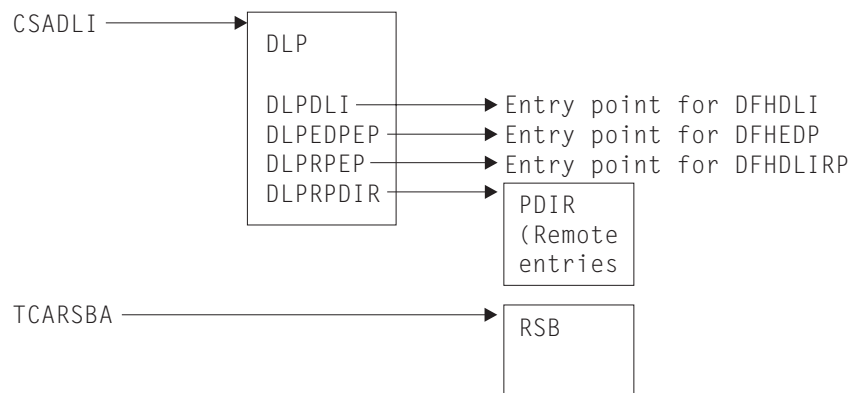 CSADLI
DLP
DLPDLI Entry point for DFHDLI
DLPEDPEP Entry point for DFHEDP
DLPRPEP Entry point for DFHDLIRP
DLPRPDIR
PDIR
(Remote
entries
TCARSBA
RSB